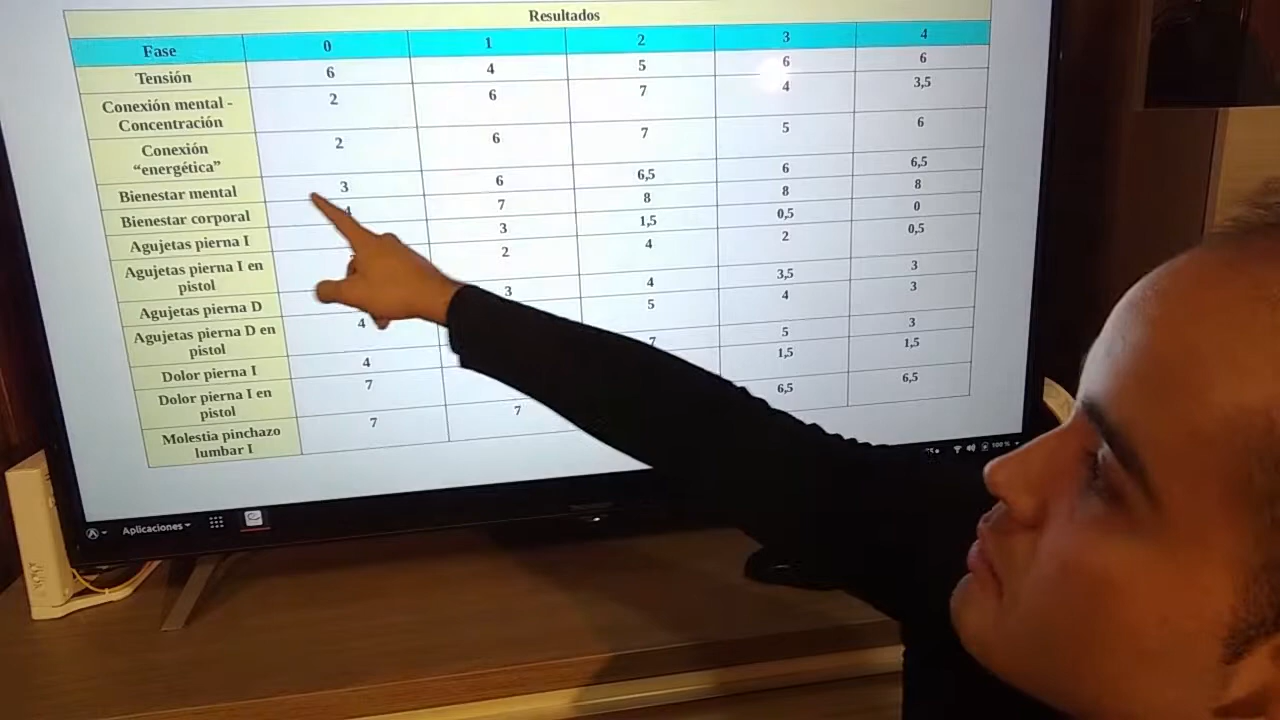 Resultados
Fase 0 1 2 3 4
Tensión 6 4 5 6 6
Conexión mental -
Concentración 2 6 7 4 3,5
Conexión
“energética” 2 6 7 5 6
Bienestar mental 3 6 6,5 6 6,5
Bienestar corporal 4 7 8 8 8
Agujetas pierna I 3 1,5 0,5 0
Agujetas pierna I en
pistol 2 4 2 0,5
Agujetas pierna D 3 4 3,5 3
Agujetas pierna D en
pistol 4 5 4 3
Dolor pierna I 4 7 5 3
Dolor pierna I en
pistol 7 1,5 1,5
Molestia pinchazo
lumbar I 7 7 6,5 6,5
Aplicaciones
100 %